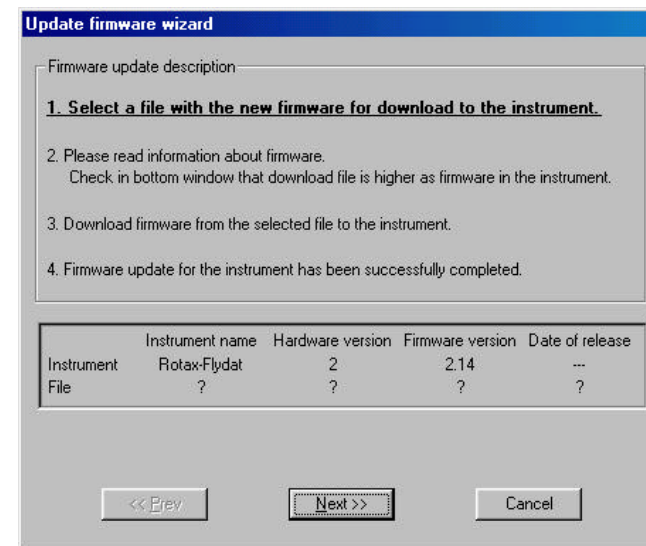 Update firmware wizard
Firmware update description
1. Select a file with the new firmware for download to the instrument.
2. Please read information about firmware.
Check in bottom window that download file is higher as firmware in the instrument.
3. Download firmware from the selected file to the instrument.
4. Firmware update for the instrument has been successfully completed.
Instrument name Hardware version Firmware version Date of release
Instrument Rotax-Flydat 2 2.14 ---
File ? ? ? ?
<< Prev Next >> Cancel